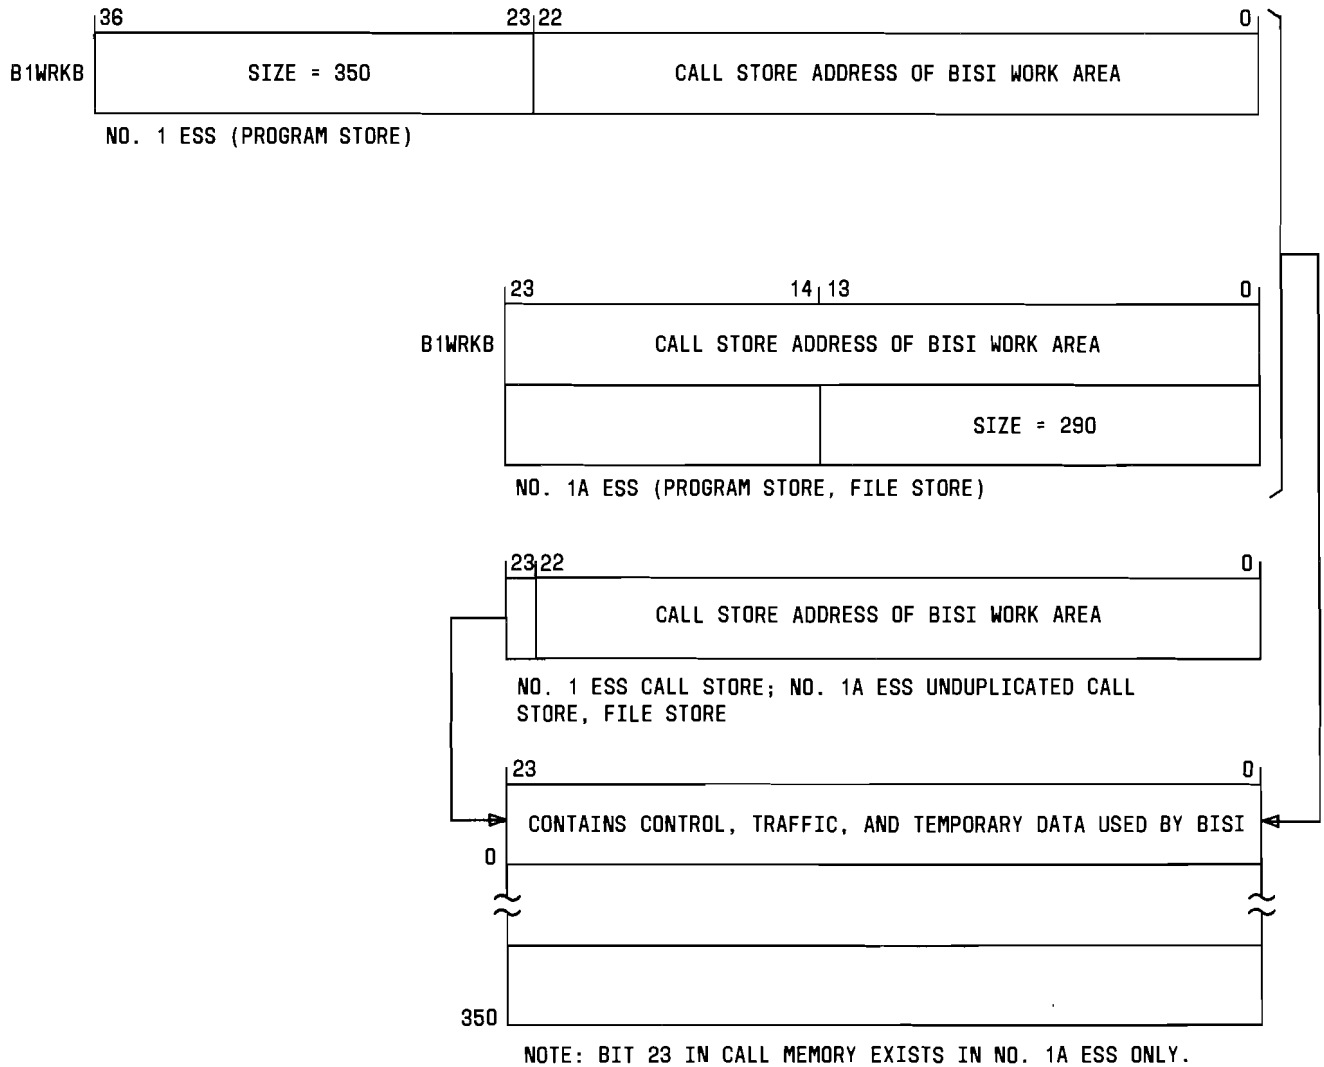 36 23 22 0
B1WRKB SIZE = 350 CALL STORE ADDRESS OF BISI WORK AREA
NO. 1 ESS (PROGRAM STORE)
23 14 13 0
B1WRKB CALL STORE ADDRESS OF BISI WORK AREA
SIZE = 290
NO. 1A ESS (PROGRAM STORE, FILE STORE)
23 22 0
CALL STORE ADDRESS OF BISI WORK AREA
NO. 1 ESS CALL STORE; NO. 1A ESS UNDUPLICATED CALL
STORE, FILE STORE
23 0
CONTAINS CONTROL, TRAFFIC, AND TEMPORARY DATA USED BY BISI
0
350
NOTE: BIT 23 IN CALL MEMORY EXISTS IN NO. 1A ESS ONLY.